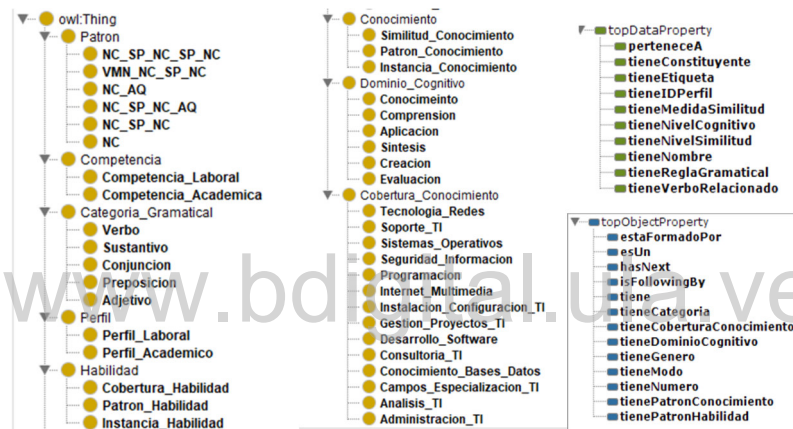 owl:Thing
Patron
NC_SP_NC_SP_NC
VMN_NC_SP_NC
NC_AQ
NC_SP_NC_AQ
NC_SP_NC
NC
Competencia
Competencia_Laboral
Competencia_Academica
Categoria_Gramatical
Verbo
Sustantivo
Conjuncion
Preposicion
Adjetivo
Perfil
Perfil_Laboral
Perfil_Academico
Habilidad
Cobertura_Habilidad
Patron_Habilidad
Instancia_Habilidad
Conocimiento
Similitud_Conocimiento
Patron_Conocimiento
Instancia_Conocimiento
Dominio_Cognitivo
Conocimeinto
Comprension
Aplicacion
Sintesis
Creacion
Evaluacion
Cobertura_Conocimiento
Tecnologia_Redes
Soporte_TI
Sistemas_Operativos
Seguridad_Informacion
Programacion
Internet_Multimedia
Instalacion_Configuracion_TI
Gestion_Proyectos_TI
Desarrollo_Software
Consultoria_TI
Conocimiento_Bases_Datos
Campos_Especializacion_TI
Analisis_TI
Administracion_TI
topDataProperty
perteneceA
tieneConstituyente
tieneEtiqueta
tieneIDPerfil
tieneMedidaSimilitud
tieneNivelCognitivo
tieneNivelSimilitud
tieneNombre
tieneReglaGramatical
tieneVerboRelacionado
topObjectProperty
estaFormadoPor
esUn
hasNext
isFollowingBy
tiene
tieneCategoria
tieneCoberturaConocimiento
tieneDominioCognitivo
tieneGenero
tieneModo
tieneNumero
tienePatronConocimiento
tienePatronHabilidad
www.bdigital.ula.ve